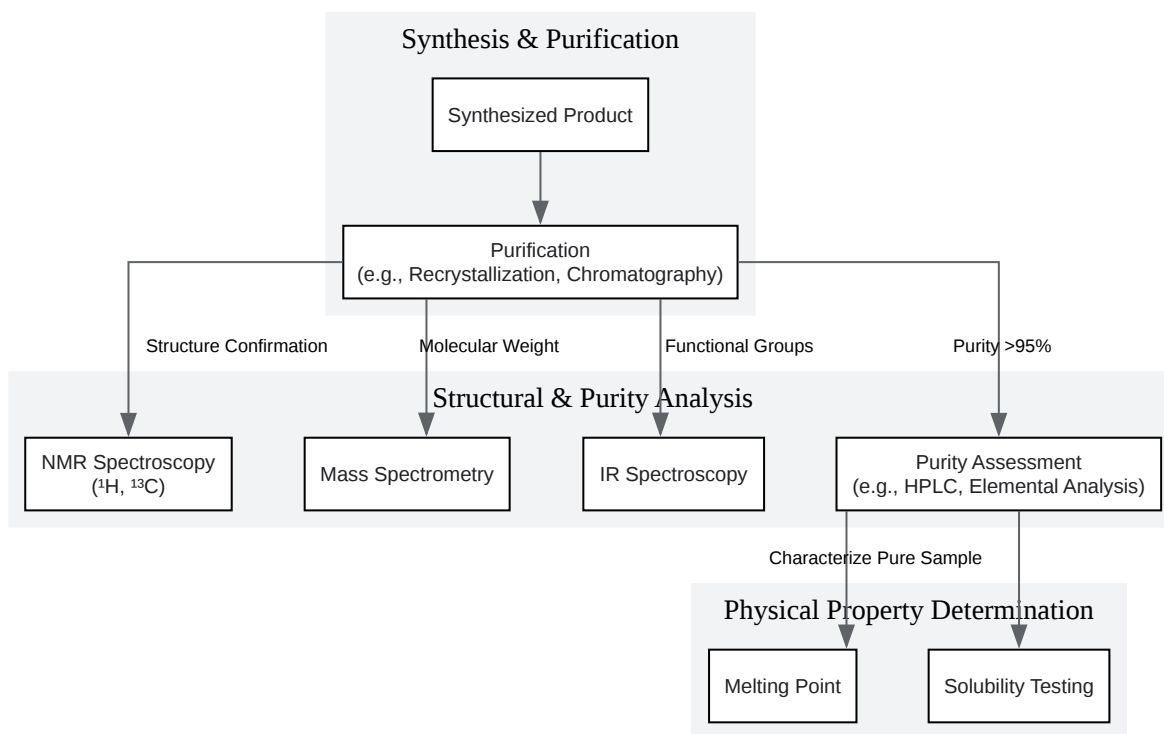 Synthesis & Purification
Synthesized Product
Purification
(e.g., Recrystallization, Chromatography)
Structure Confirmation
Molecular Weight
Functional Groups
Purity >95%
Structural & Purity Analysis
NMR Spectroscopy
(¹H, ¹³C)
Mass Spectrometry
IR Spectroscopy
Purity Assessment
(e.g., HPLC, Elemental Analysis)
Characterize Pure Sample
Physical Property Determination
Melting Point
Solubility Testing